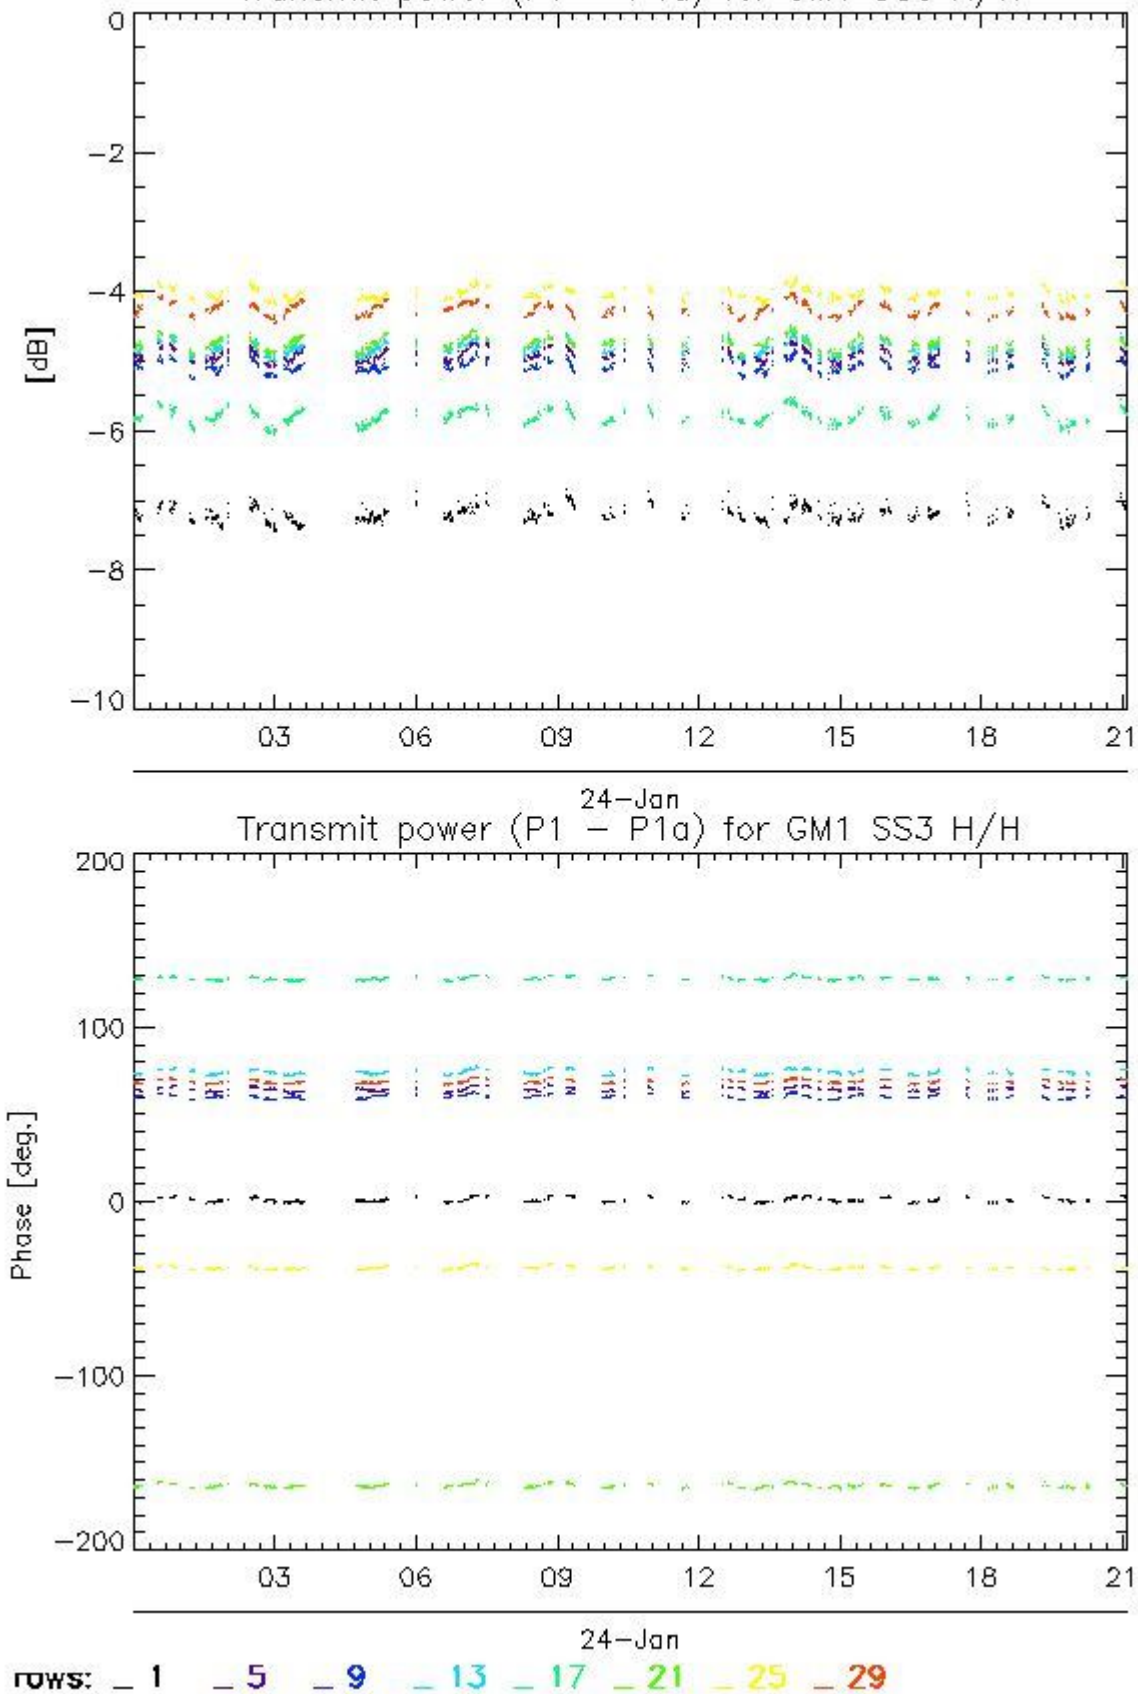 0
−2
−4
[dB]
−6
−8
−10
03 06 09 12 15 18 21
24−Jan
Transmit power (P1 − P1a) for GM1 SS3 H/H
200
100
0
Phase [deg.]
−100
−200
03 06 09 12 15 18 21
24−Jan
rows: _ 1 _ 5 _ 9 _ 13 _ 17 _ 21 _ 25 _ 29